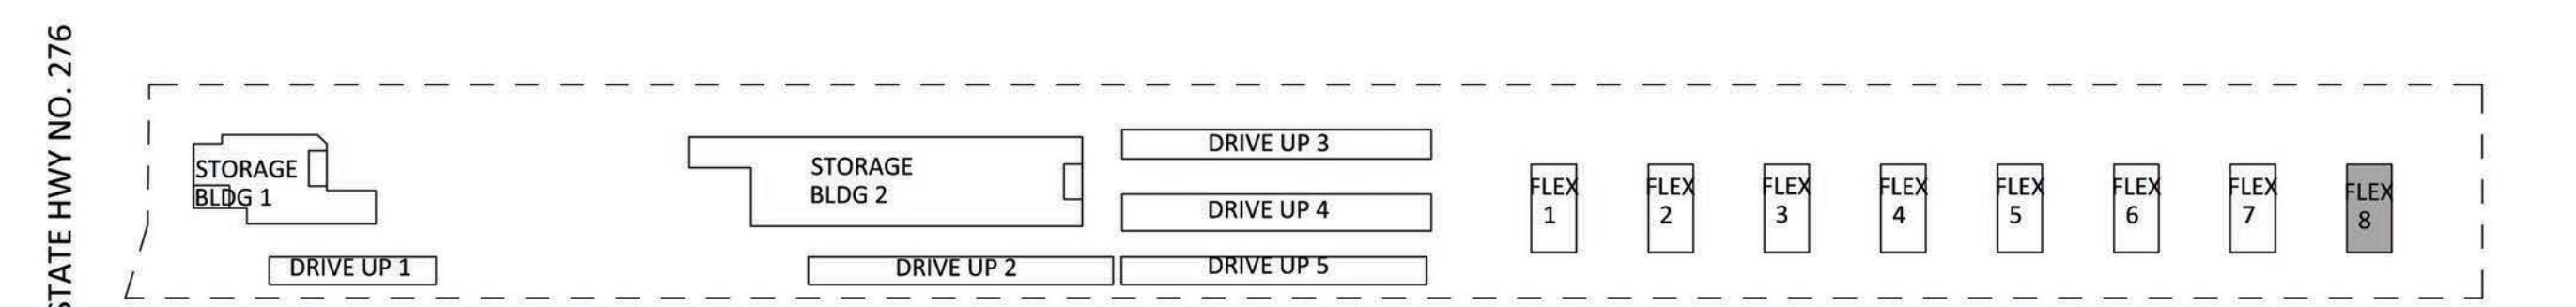 STATE HWY NO. 276
STORAGE
BLDG 1
DRIVE UP 1
STORAGE
BLDG 2
DRIVE UP 2
DRIVE UP 3
DRIVE UP 4
DRIVE UP 5
FLEX
1
FLEX
2
FLEX
3
FLEX
4
FLEX
5
FLEX
6
FLEX
7
FLEX
8